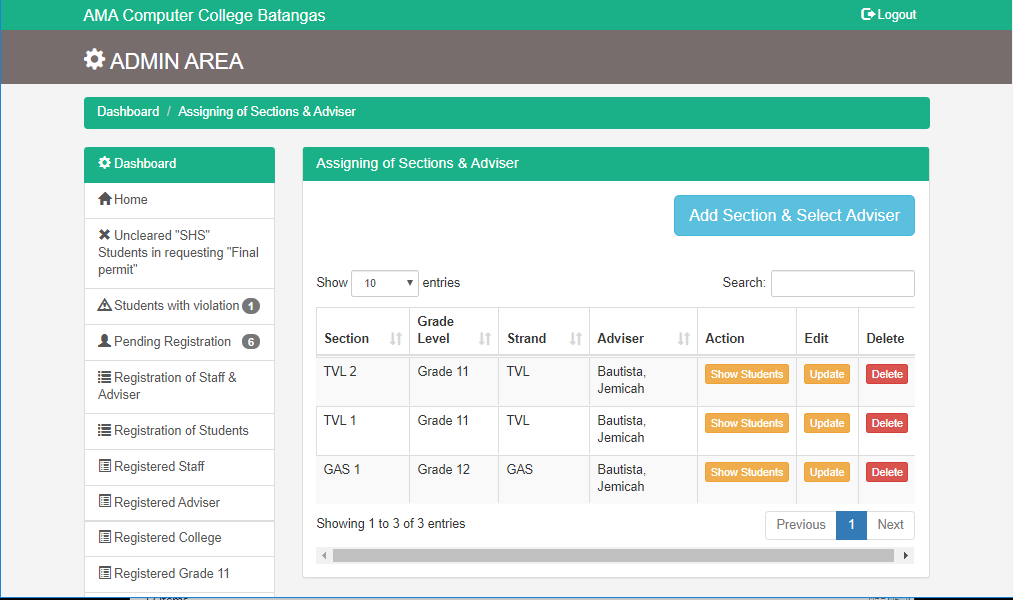 AMA Computer College Batangas
Logout
ADMIN AREA
Dashboard / Assigning of Sections & Adviser
Dashboard
Home
Uncleared "SHS"
Students in requesting "Final
permit"
Students with violation 1
Pending Registration 6
Registration of Staff &
Adviser
Registration of Students
Registered Staff
Registered Adviser
Registered College
Registered Grade 11
Assigning of Sections & Adviser
Add Section & Select Adviser
Show 10 entries
Search:
Section Grade Level Strand Adviser Action Edit Delete
TVL 2 Grade 11 TVL Bautista, Jemicah Show Students Update Delete
TVL 1 Grade 11 TVL Bautista, Jemicah Show Students Update Delete
GAS 1 Grade 12 GAS Bautista, Jemicah Show Students Update Delete
Showing 1 to 3 of 3 entries
Previous 1 Next